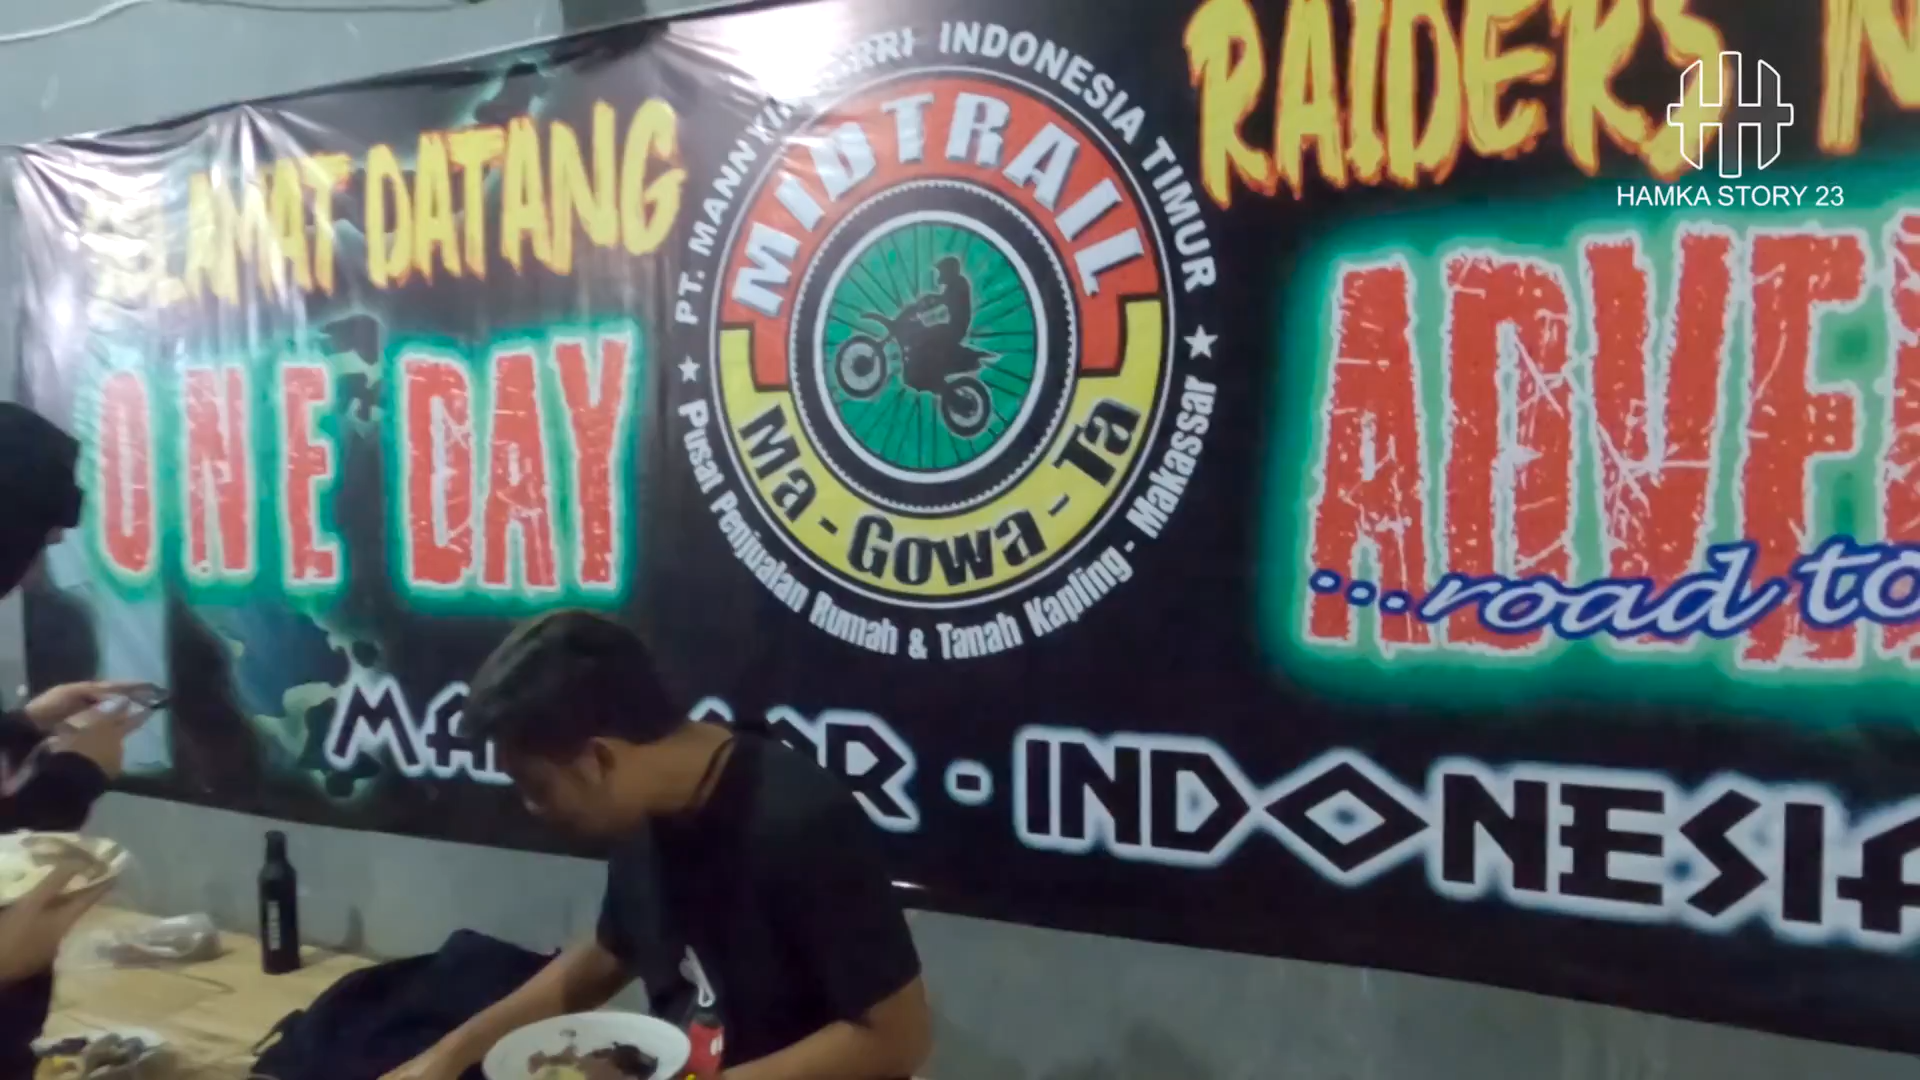 SELAMAT DATANG
RAIDERS
HAMKA STORY 23
PT. INDONESIA TIMUR
MIDTRAIL
Ma - Gowa - Ta
Pusat Penjualan Rumah & Tanah Kapling - Makassar
ONE DAY
...road to
- INDONESIA